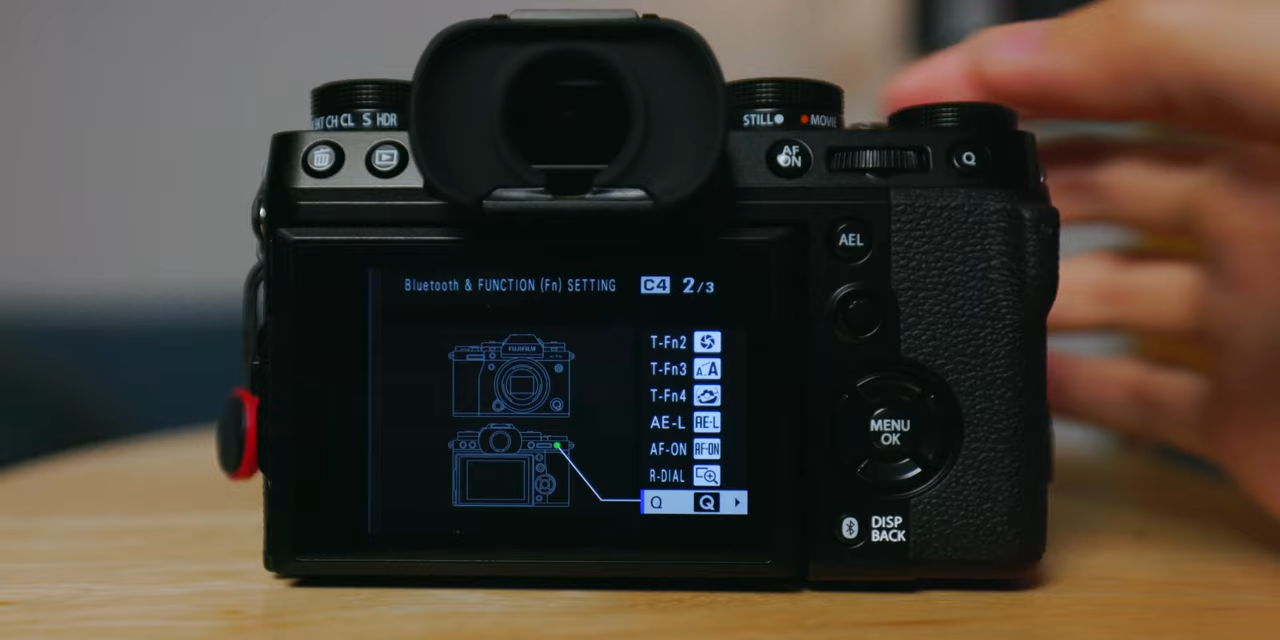 CH CL S HDR
STILL MOVIE
AF
ON
Q
AEL
Bluetooth & FUNCTION (Fn) SETTING C4 2/3
FUJIFILM
T-Fn2
T-Fn3 A A
T-Fn4
AE-L AE-L
AF-ON AF-ON
R-DIAL
Q Q
MENU
OK
DISP
BACK